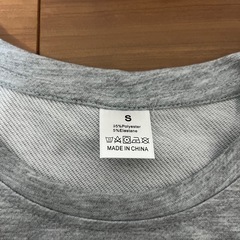 S
95%Polyester
5%Elastane
MADE IN CHINA